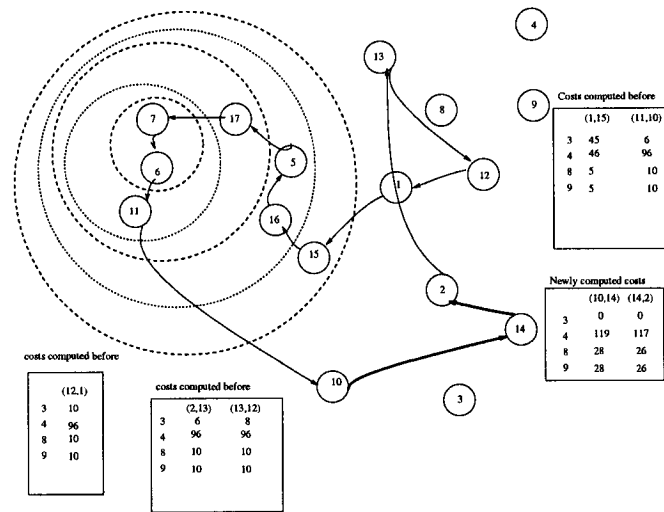 4
13
8
9
7
17
5
6
12
1
11
16
15
2
14
10
3
Costs computed before
(1,15) (11,10)
3 45 6
4 46 96
8 5 10
9 5 10
Newly computed costs
(10,14) (14,2)
3 0 0
4 119 117
8 28 26
9 28 26
costs computed before
(12,1)
3 10
4 96
8 10
9 10
costs computed before
(2,13) (13,12)
3 6 8
4 96 96
8 10 10
9 10 10